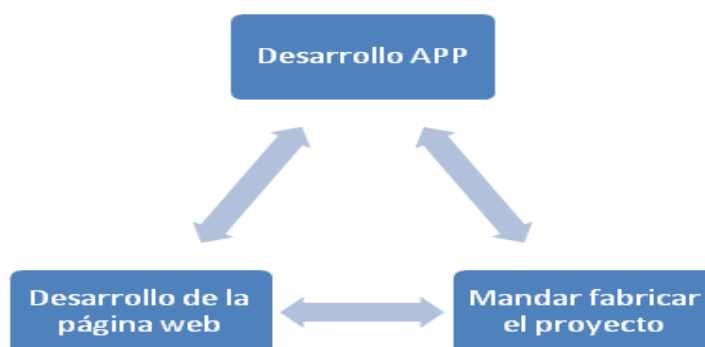 Desarrollo APP
Desarrollo de la
página web
Mandar fabricar
el proyecto